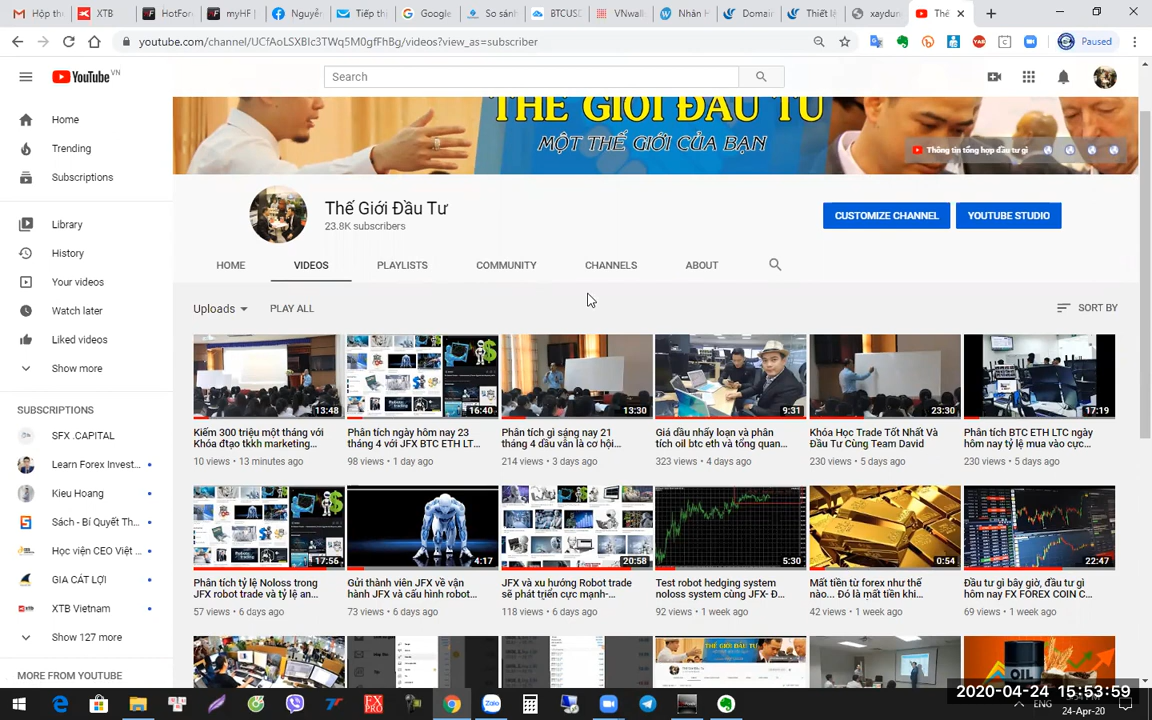 Hộp thư
XTB
HotFore
myHF
Nguyễn
Tiếp thị
Google
So sánh
BTCUSD
VNwalk
Nhân H
Domai
Thiết lậ
xaydun
Thế
youtube.com/channel/UCfAoLSXBIc3TWq5M0gfFhBg/videos?view_as=subscriber
Paused
YouTube VN
Search
Home
Trending
Subscriptions
Library
History
Your videos
Watch later
Liked videos
Show more
SUBSCRIPTIONS
SFX .CAPITAL
Learn Forex Invest...
Kieu Hoang
Sách - Bí Quyết Th...
Học viện CEO Việt ...
GIA CÁT LỢI
XTB Vietnam
Show 127 more
MORE FROM YOUTUBE
THẾ GIỚI ĐẦU TƯ
MỘT THẾ GIỚI CỦA BẠN
Thông tin tổng hợp đầu tư gì
Thế Giới Đầu Tư
23.8K subscribers
CUSTOMIZE CHANNEL
YOUTUBE STUDIO
HOME
VIDEOS
PLAYLISTS
COMMUNITY
CHANNELS
ABOUT
Uploads
PLAY ALL
SORT BY
13:48
16:40
13:30
9:31
23:30
17:19
Kiếm 300 triệu một tháng với
Khóa đtạo tkkh marketing...
10 views • 13 minutes ago
Phân tích ngày hôm nay 23
tháng 4 với JFX BTC ETH LT...
98 views • 1 day ago
Phân tích gì sáng nay 21
tháng 4 dầu vẫn là cơ hội...
214 views • 3 days ago
Giá dầu nhấy loạn và phân
tích oil btc eth và tổng quan...
323 views • 4 days ago
Khóa Học Trade Tốt Nhất Và
Đầu Tư Cùng Team David
230 views • 5 days ago
Phân tích BTC ETH LTC ngày
hôm nay tỷ lệ mua vào cực...
230 views • 5 days ago
17:56
4:17
20:58
5:30
0:54
22:47
Phân tích tỷ lệ Noloss trong
JFX robot trade và tỷ lệ an...
57 views • 6 days ago
Gửi thành viên JFX về vận
hành JFX và cấu hình robot...
73 views • 6 days ago
JFX và xu hướng Robot trade
sẽ phát triển cực mạnh-...
118 views • 6 days ago
Test robot hedging system
noloss system cùng JFX- Đ...
92 views • 1 week ago
Mất tiền từ forex như thế
nào... Đó là mất tiền khi...
42 views • 1 week ago
Đầu tư gì bây giờ, đầu tư gì
hôm nay FX FOREX COIN C...
69 views • 1 week ago
OIL
2020-04-24 15:53:59
ENG
24-Apr-20